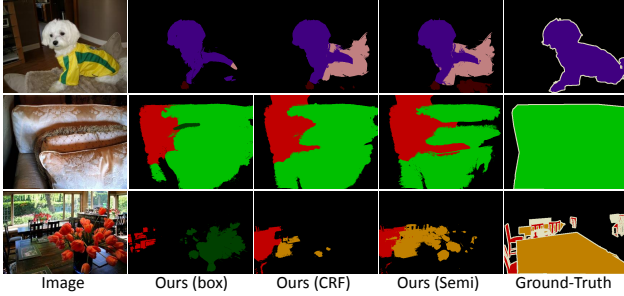 Image
Ours (box)
Ours (CRF)
Ours (Semi)
Ground-Truth